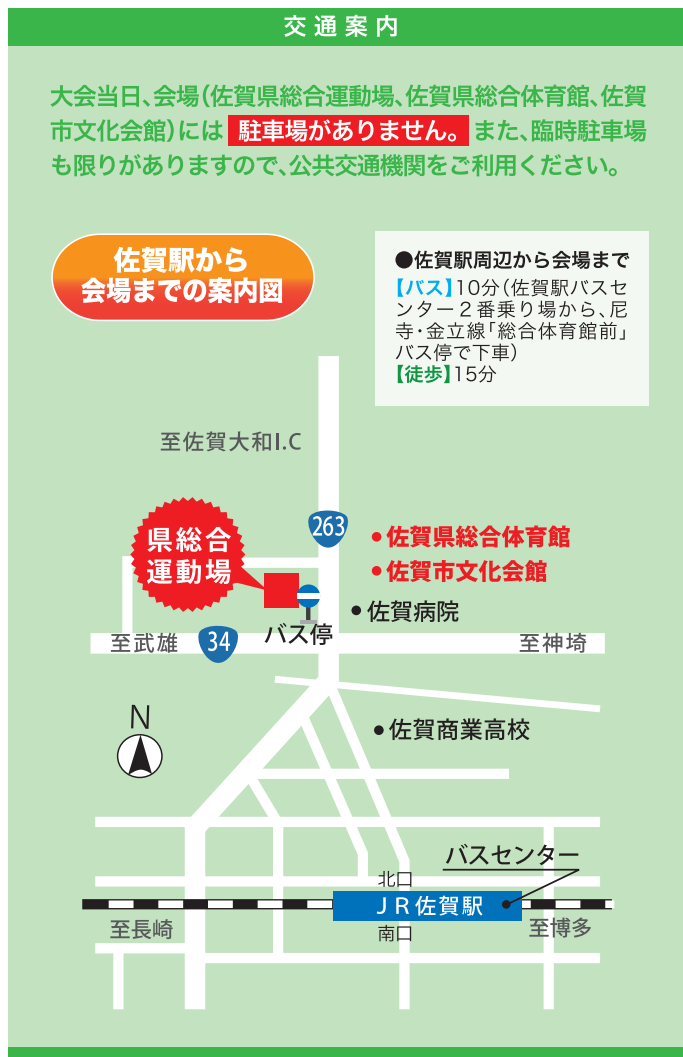 交通案内
大会当日、会場（佐賀県総合運動場、佐賀県総合体育館、佐賀
市文化会館）には 駐車場がありません。 また、臨時駐車場
も限りがありますので、公共交通機関をご利用ください。
佐賀駅から
会場までの案内図
●佐賀駅周辺から会場まで
【バス】10分（佐賀駅バスセ
ンター２番乗り場から、尼
寺・金立線「総合体育館前」
バス停で下車）
【徒歩】15分
至佐賀大和I.C
263
県総合
運動場
●佐賀県総合体育館
●佐賀市文化会館
●佐賀病院
バス停
至武雄
34
至神埼
N
●佐賀商業高校
バスセンター
北口
ＪＲ佐賀駅
至長崎
南口
至博多